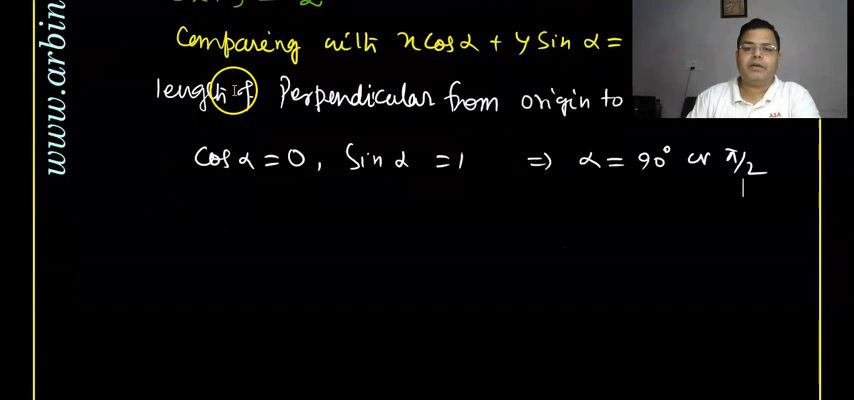 Comparing with x cos α + y sin α =
length of Perpendicular from origin to
cos α = 0, Sin α = 1 ⇒ α = 90° or π/2
www.arbin
ASA